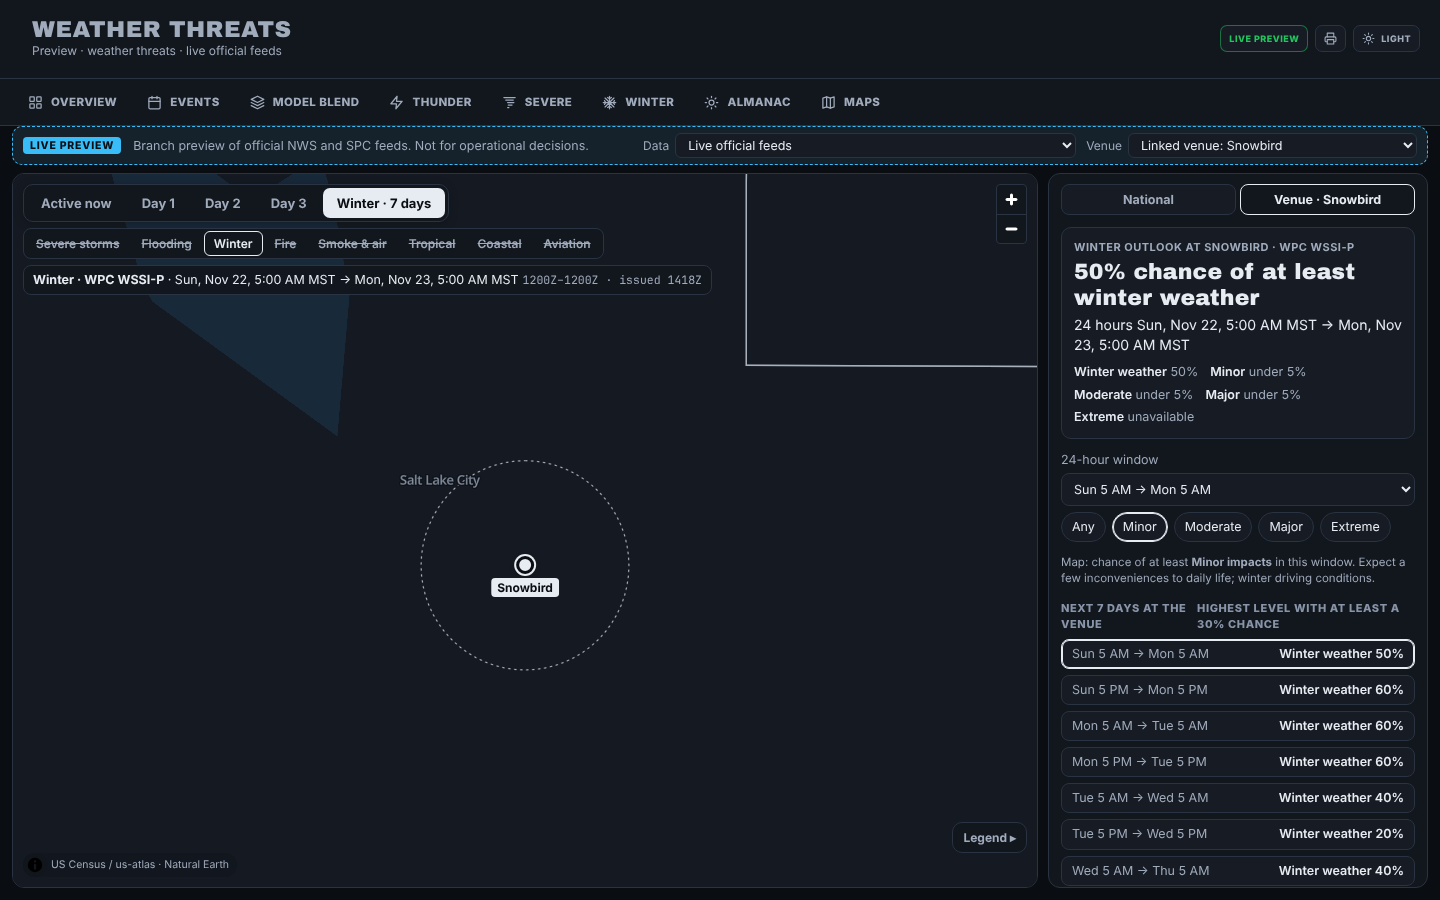 WEATHER THREATS
Preview · weather threats · live official feeds
LIVE PREVIEW
LIGHT
OVERVIEW
EVENTS
MODEL BLEND
THUNDER
SEVERE
WINTER
ALMANAC
MAPS
LIVE PREVIEW
Branch preview of official NWS and SPC feeds. Not for operational decisions.
Data
Live official feeds
Venue
Linked venue: Snowbird
Active now
Day 1
Day 2
Day 3
Winter · 7 days
Severe storms
Flooding
Winter
Fire
Smoke & air
Tropical
Coastal
Aviation
Winter · WPC WSSI-P · Sun, Nov 22, 5:00 AM MST → Mon, Nov 23, 5:00 AM MST 1200Z–1200Z · issued 1418Z
+
−
Salt Lake City
Snowbird
Legend ▸
US Census / us-atlas · Natural Earth
National
Venue · Snowbird
WINTER OUTLOOK AT SNOWBIRD · WPC WSSI-P
50% chance of at least
winter weather
24 hours Sun, Nov 22, 5:00 AM MST → Mon, Nov
23, 5:00 AM MST
Winter weather 50% Minor under 5%
Moderate under 5% Major under 5%
Extreme unavailable
24-hour window
Sun 5 AM → Mon 5 AM
Any
Minor
Moderate
Major
Extreme
Map: chance of at least Minor impacts in this window. Expect a
few inconveniences to daily life; winter driving conditions.
NEXT 7 DAYS AT THE
VENUE
HIGHEST LEVEL WITH AT LEAST A
30% CHANCE
Sun 5 AM → Mon 5 AM Winter weather 50%
Sun 5 PM → Mon 5 PM Winter weather 60%
Mon 5 AM → Tue 5 AM Winter weather 60%
Mon 5 PM → Tue 5 PM Winter weather 60%
Tue 5 AM → Wed 5 AM Winter weather 40%
Tue 5 PM → Wed 5 PM Winter weather 20%
Wed 5 AM → Thu 5 AM Winter weather 40%